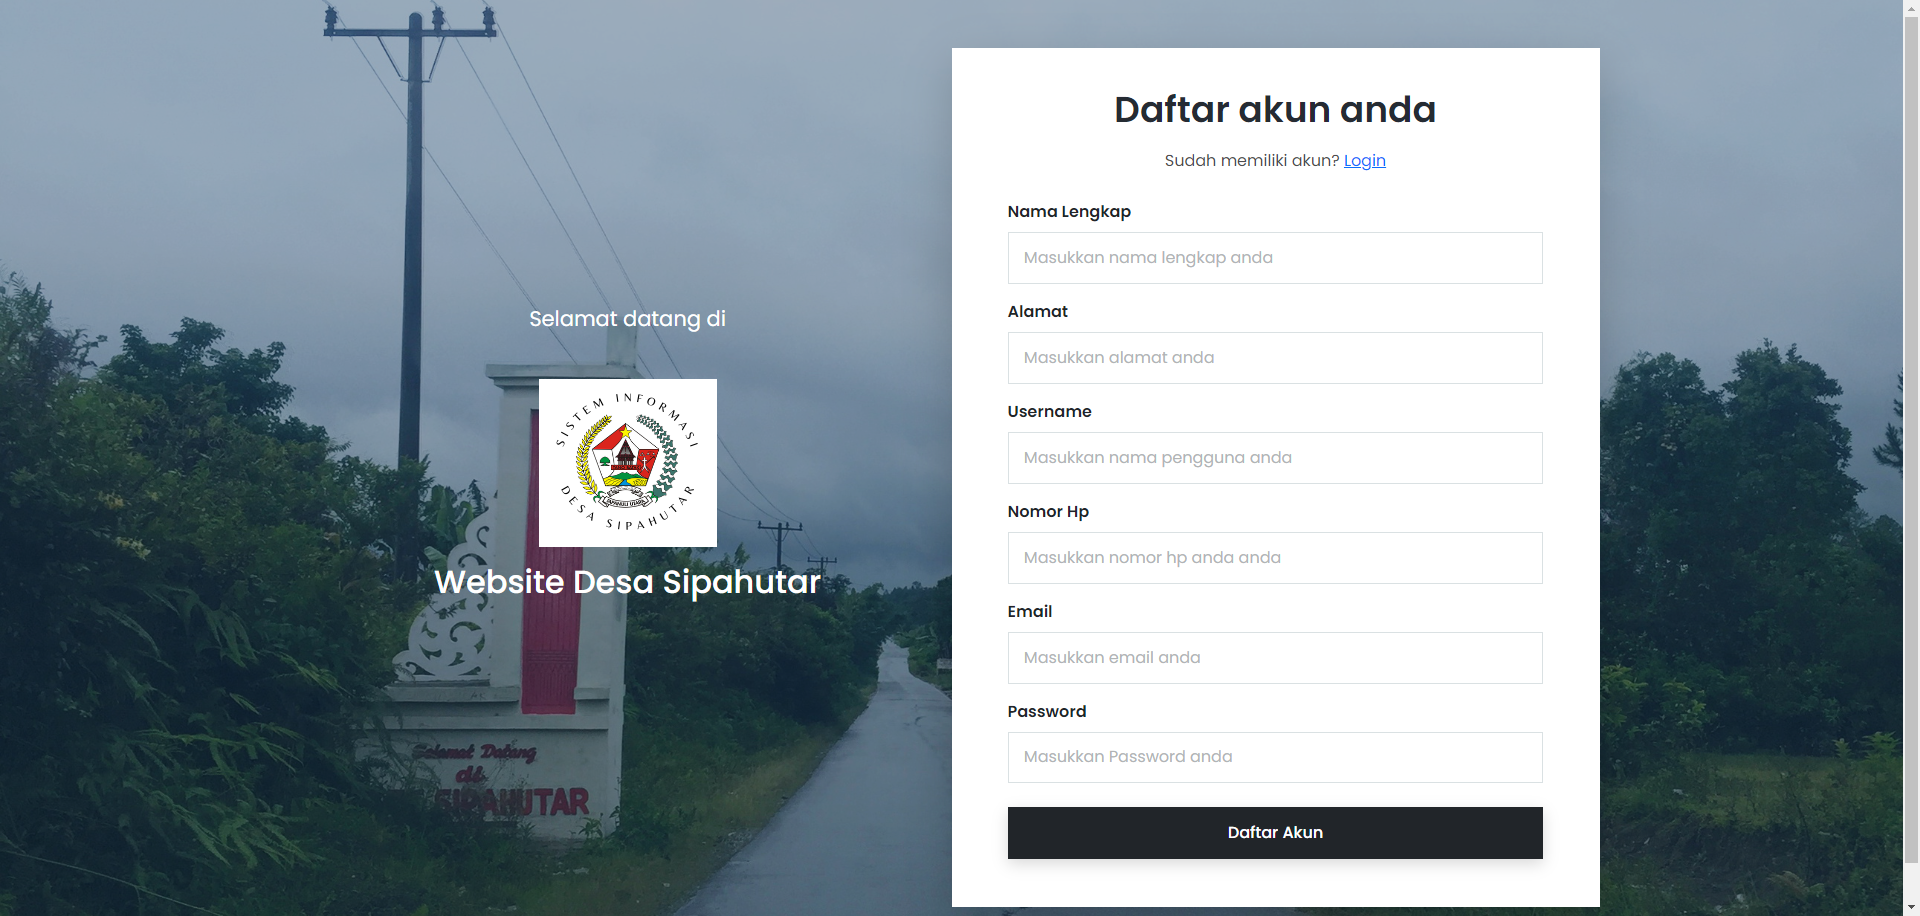 Selamat datang di
SISTEM INFORMASI
DESA SIPAHUTAR
Website Desa Sipahutar
Selamat Datang
di
SIPAHUTAR
Daftar akun anda
Sudah memiliki akun? Login
Nama Lengkap
Masukkan nama lengkap anda
Alamat
Masukkan alamat anda
Username
Masukkan nama pengguna anda
Nomor Hp
Masukkan nomor hp anda anda
Email
Masukkan email anda
Password
Masukkan Password anda
Daftar Akun